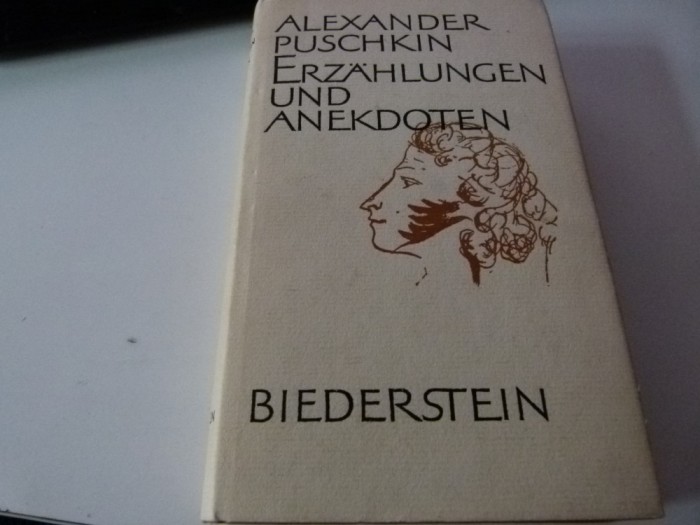 ALEXANDER
PUSCHKIN
ERZÄHLUNGEN
UND
ANEKDOTEN
BIEDERSTEIN